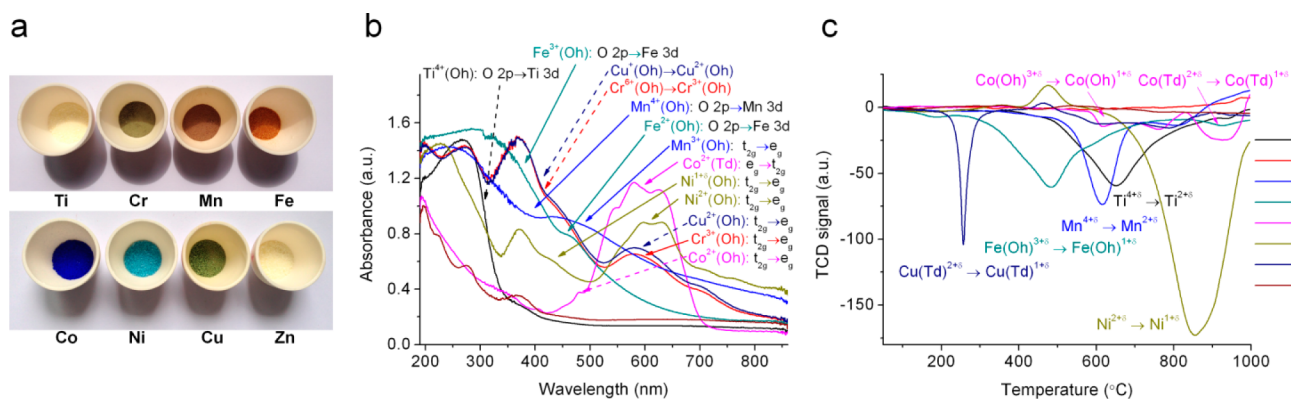 a
Ti Cr Mn Fe
Co Ni Cu Zn
b
Fe3+(Oh): O 2p→Fe 3d
Ti4+(Oh): O 2p→Ti 3d
Cu+(Oh)→Cu2+(Oh)
Cr6+(Oh)→Cr3+(Oh)
Mn4+(Oh): O 2p→Mn 3d
Fe2+(Oh): O 2p→Fe 3d
Mn3+(Oh): t2g→eg
Co2+(Td): eg→t2g
Ni1+δ(Oh): t2g→eg
Ni2+(Oh): t2g→eg
Cu2+(Oh): t2g→eg
Cr3+(Oh): t2g→eg
Co2+(Oh): t2g→eg
Absorbance (a.u.)
1.6
1.2
0.8
0.4
0.0
200 300 400 500 600 700 800
Wavelength (nm)
c
Co(Oh)3+δ → Co(Oh)1+δ
Co(Td)2+δ → Co(Td)1+δ
Ti4+δ → Ti2+δ
Mn4+δ → Mn2+δ
Fe(Oh)3+δ → Fe(Oh)1+δ
Cu(Td)2+δ → Cu(Td)1+δ
Ni2+δ → Ni1+δ
TCD signal (a.u.)
0
-50
-100
-150
200 400 600 800 1000
Temperature (°C)